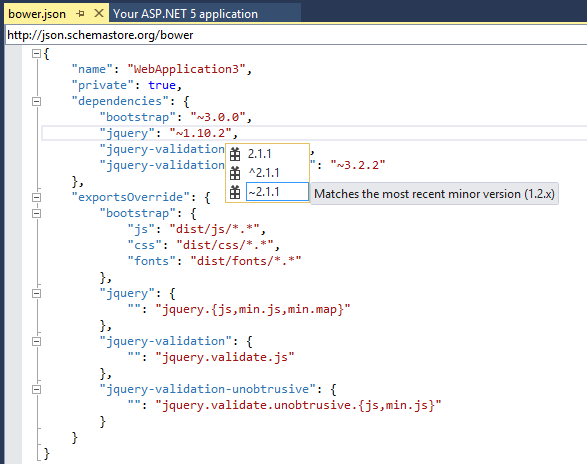 bower.json Your ASP.NET 5 application
http://json.schemastore.org/bower
{
"name": "WebApplication3",
"private": true,
"dependencies": {
"bootstrap": "~3.0.0",
"jquery": "~1.10.2",
"jquery-validation ,
"jquery-validation ": "~3.2.2"
2.1.1
^2.1.1
~2.1.1 Matches the most recent minor version (1.2.x)
},
"exportsOverride": {
"bootstrap": {
"js": "dist/js/*.*",
"css": "dist/css/*.*",
"fonts": "dist/fonts/*.*"
},
"jquery": {
"": "jquery.{js,min.js,min.map}"
},
"jquery-validation": {
"": "jquery.validate.js"
},
"jquery-validation-unobtrusive": {
"": "jquery.validate.unobtrusive.{js,min.js}"
}
}
}